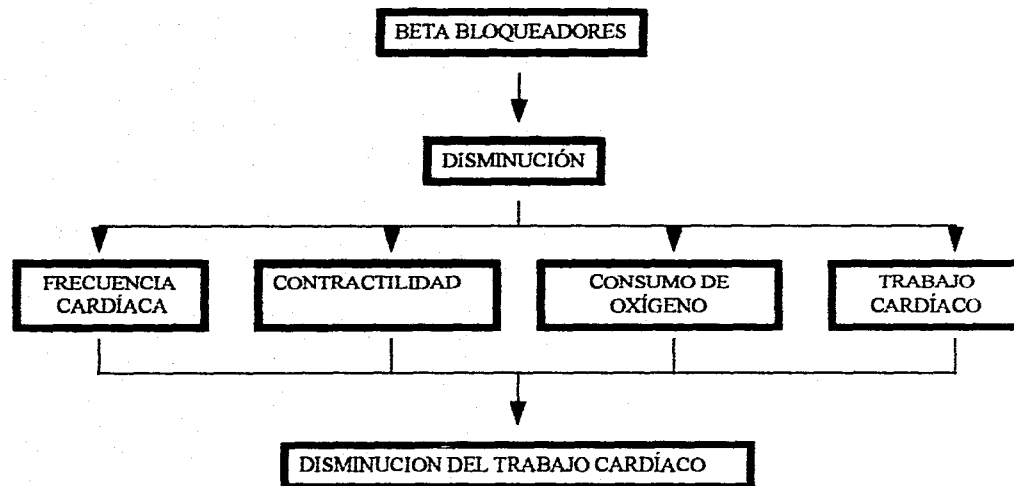 BETA BLOQUEADORES
DISMINUCIÓN
FRECUENCIA
CARDÍACA
CONTRACTILIDAD
CONSUMO DE
OXÍGENO
TRABAJO
CARDÍACO
DISMINUCION DEL TRABAJO CARDÍACO